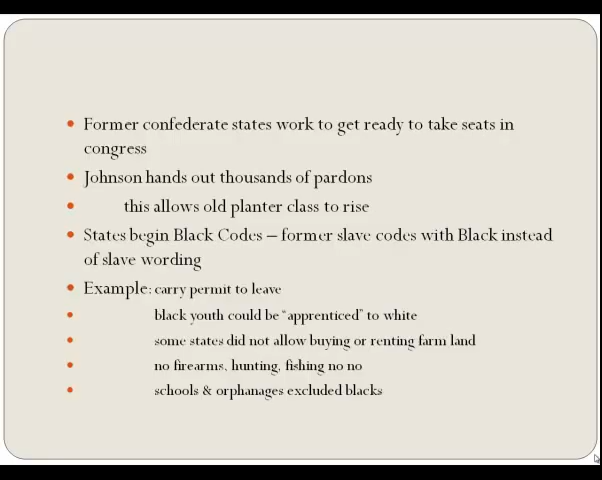 Former confederate states work to get ready to take seats in
congress
Johnson hands out thousands of pardons
this allows old planter class to rise
States begin Black Codes – former slave codes with Black instead
of slave wording
Example: carry permit to leave
black youth could be "apprenticed" to white
some states did not allow buying or renting farm land
no firearms, hunting, fishing no no
schools & orphanages excluded blacks